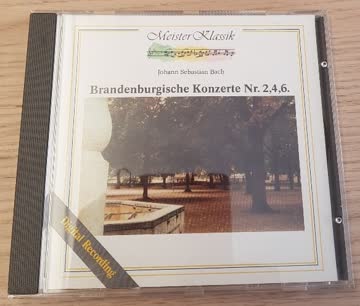 Meister Klassik
Johann Sebastian Bach
Brandenburgische Konzerte Nr. 2,4,6.
Digital Recording